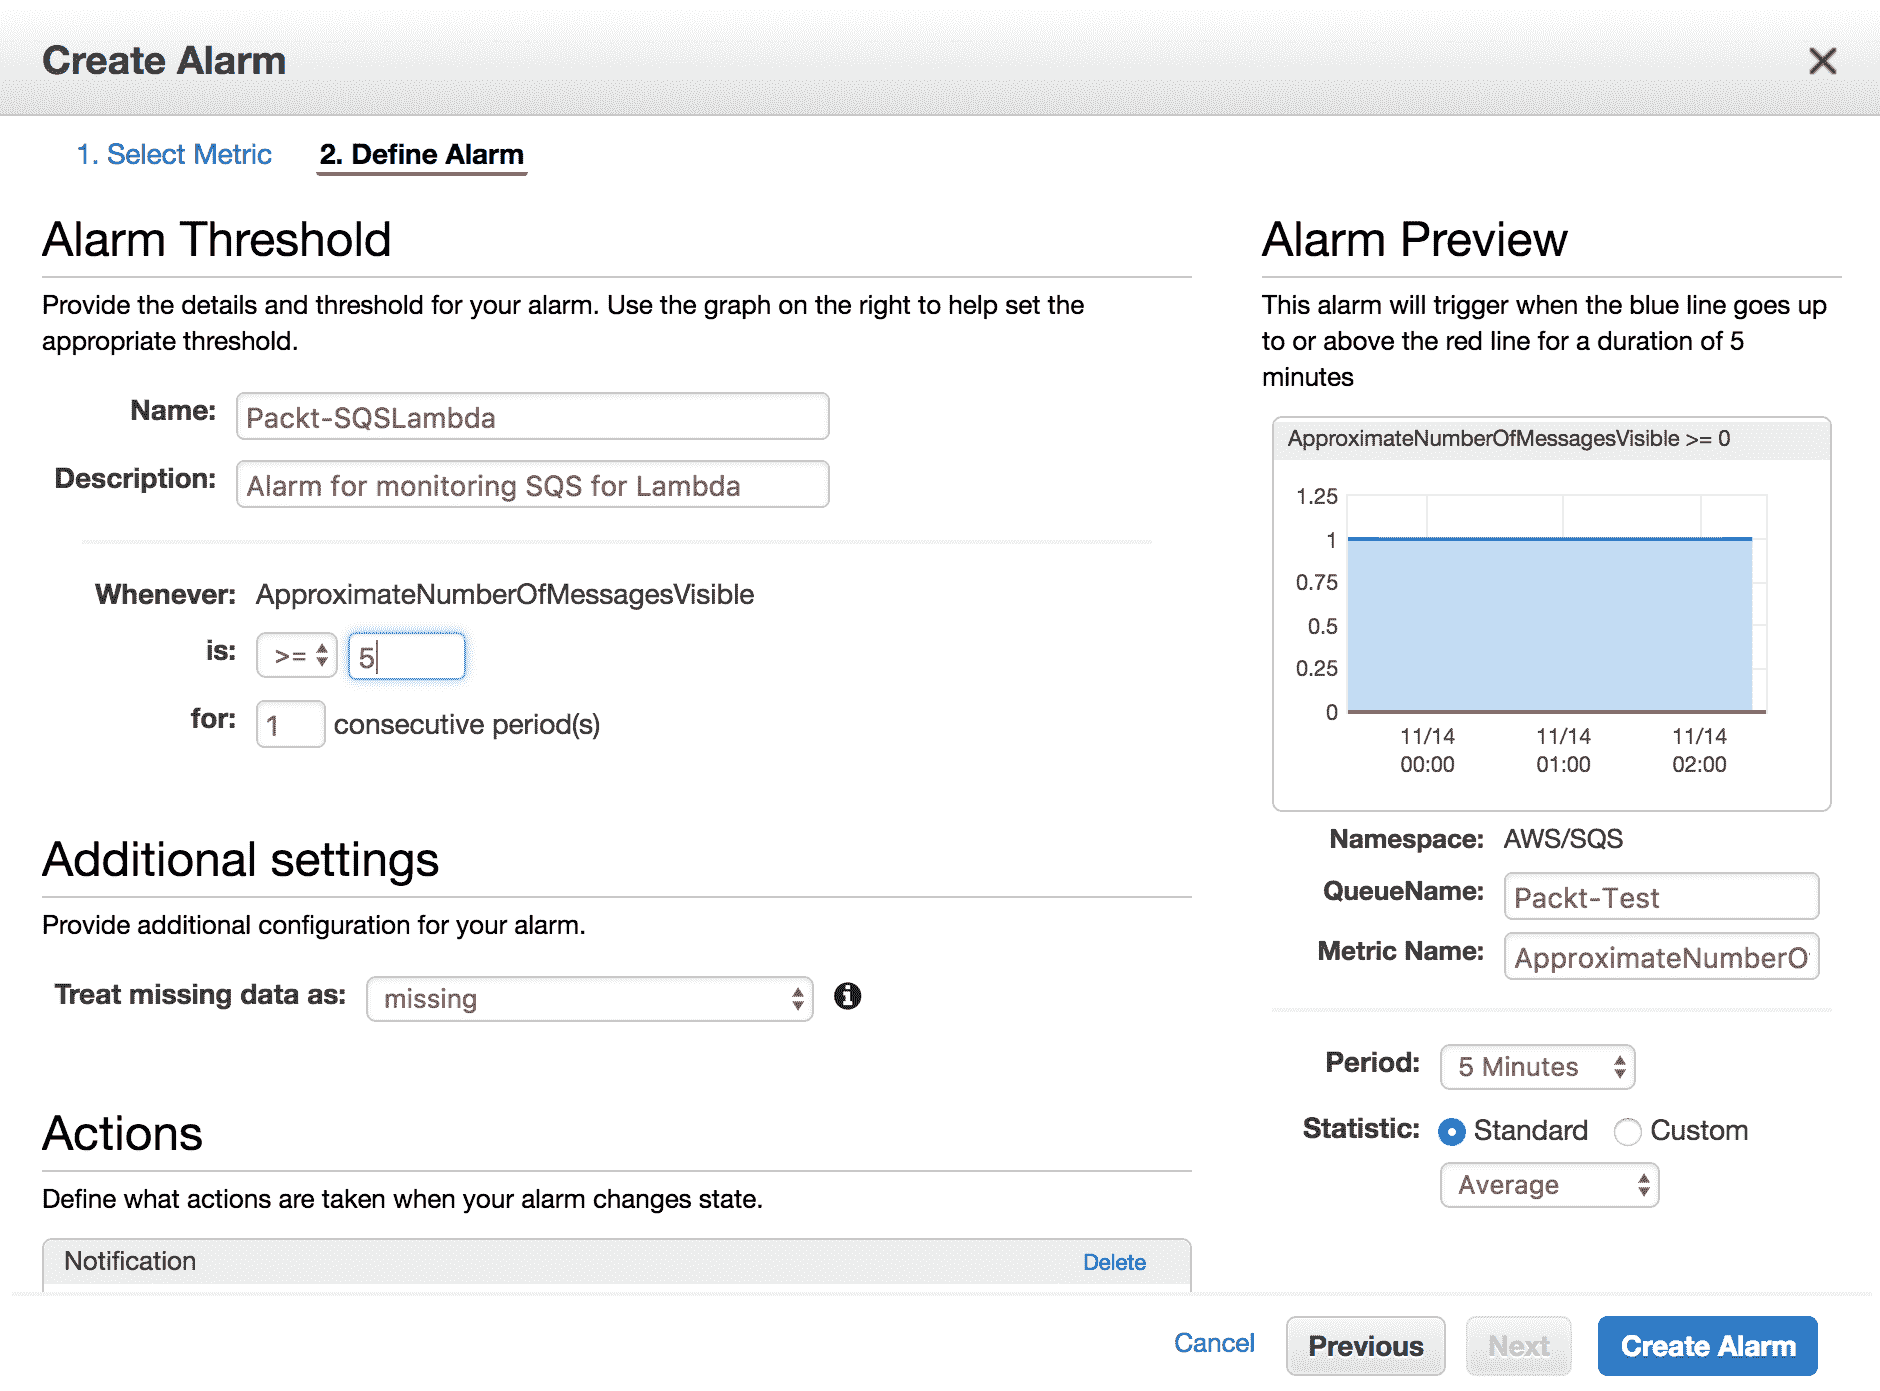 Create Alarm
1. Select Metric 2. Define Alarm
Alarm Threshold
Provide the details and threshold for your alarm. Use the graph on the right to help set the
appropriate threshold.
Name: Packt-SQSLambda
Description: Alarm for monitoring SQS for Lambda
Whenever: ApproximateNumberOfMessagesVisible
is: >= 5
for: 1 consecutive period(s)
Additional settings
Provide additional configuration for your alarm.
Treat missing data as: missing
Actions
Define what actions are taken when your alarm changes state.
Notification Delete
Alarm Preview
This alarm will trigger when the blue line goes up
to or above the red line for a duration of 5
minutes
ApproximateNumberOfMessagesVisible >= 0
1.25
1
0.75
0.5
0.25
0
11/14 11/14 11/14
00:00 01:00 02:00
Namespace: AWS/SQS
QueueName: Packt-Test
Metric Name: ApproximateNumberO
Period: 5 Minutes
Statistic: Standard Custom
Average
Cancel Previous Next Create Alarm